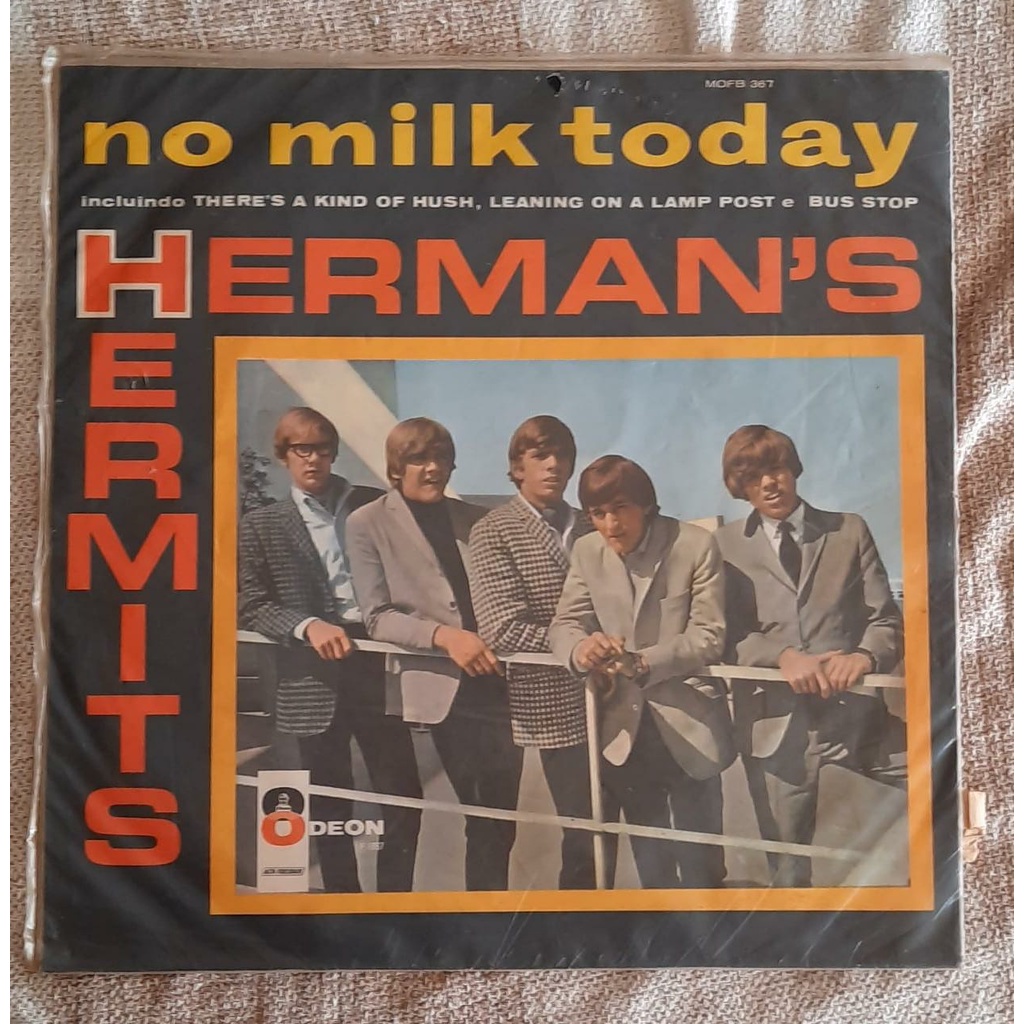 MOFB 367
no milk today
incluindo THERE'S A KIND OF HUSH, LEANING ON A LAMP POST e BUS STOP
HERMAN'S
HERMITS
ODEON